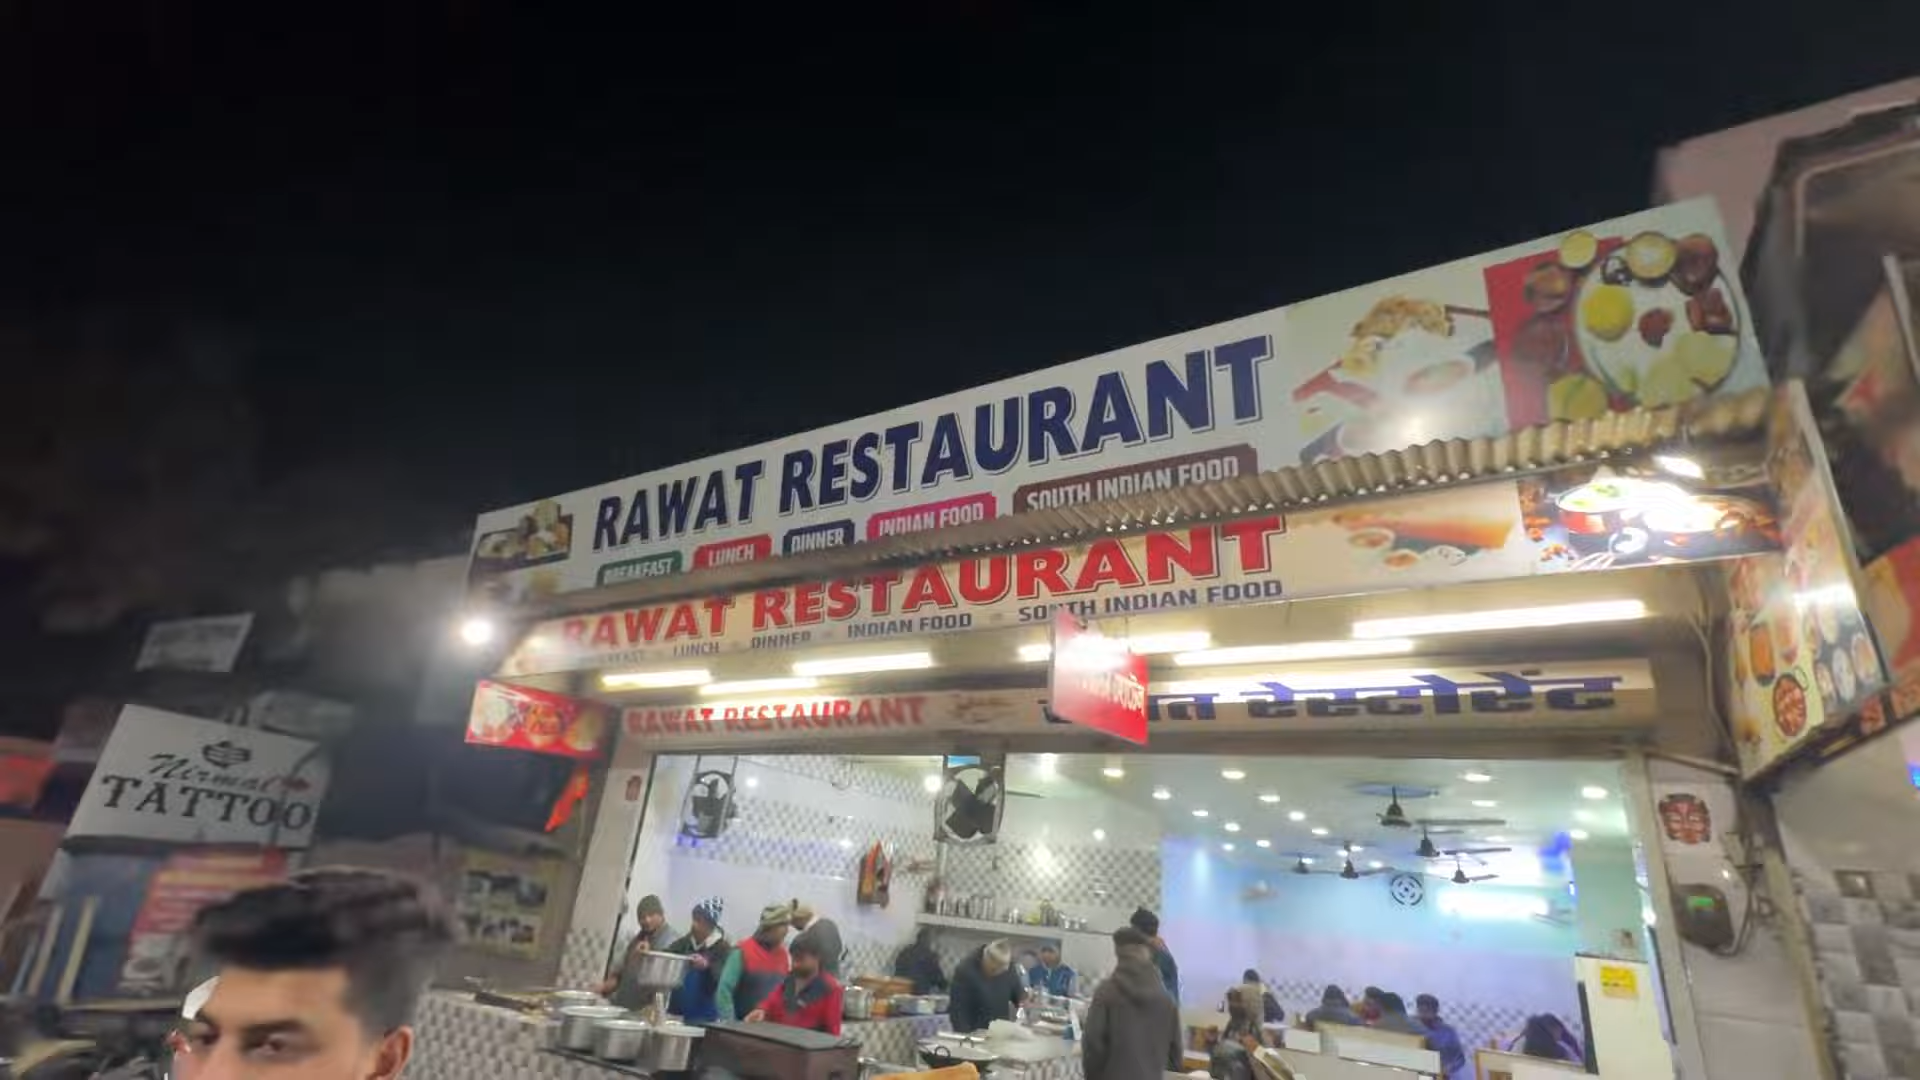 RAWAT RESTAURANT
BREAKFAST LUNCH DINNER INDIAN FOOD SOUTH INDIAN FOOD
RAWAT RESTAURANT
LUNCH DINNER INDIAN FOOD SOUTH INDIAN FOOD
RAWAT RESTAURANT
रेस्टोरेंट
Nirmal
TATTOO